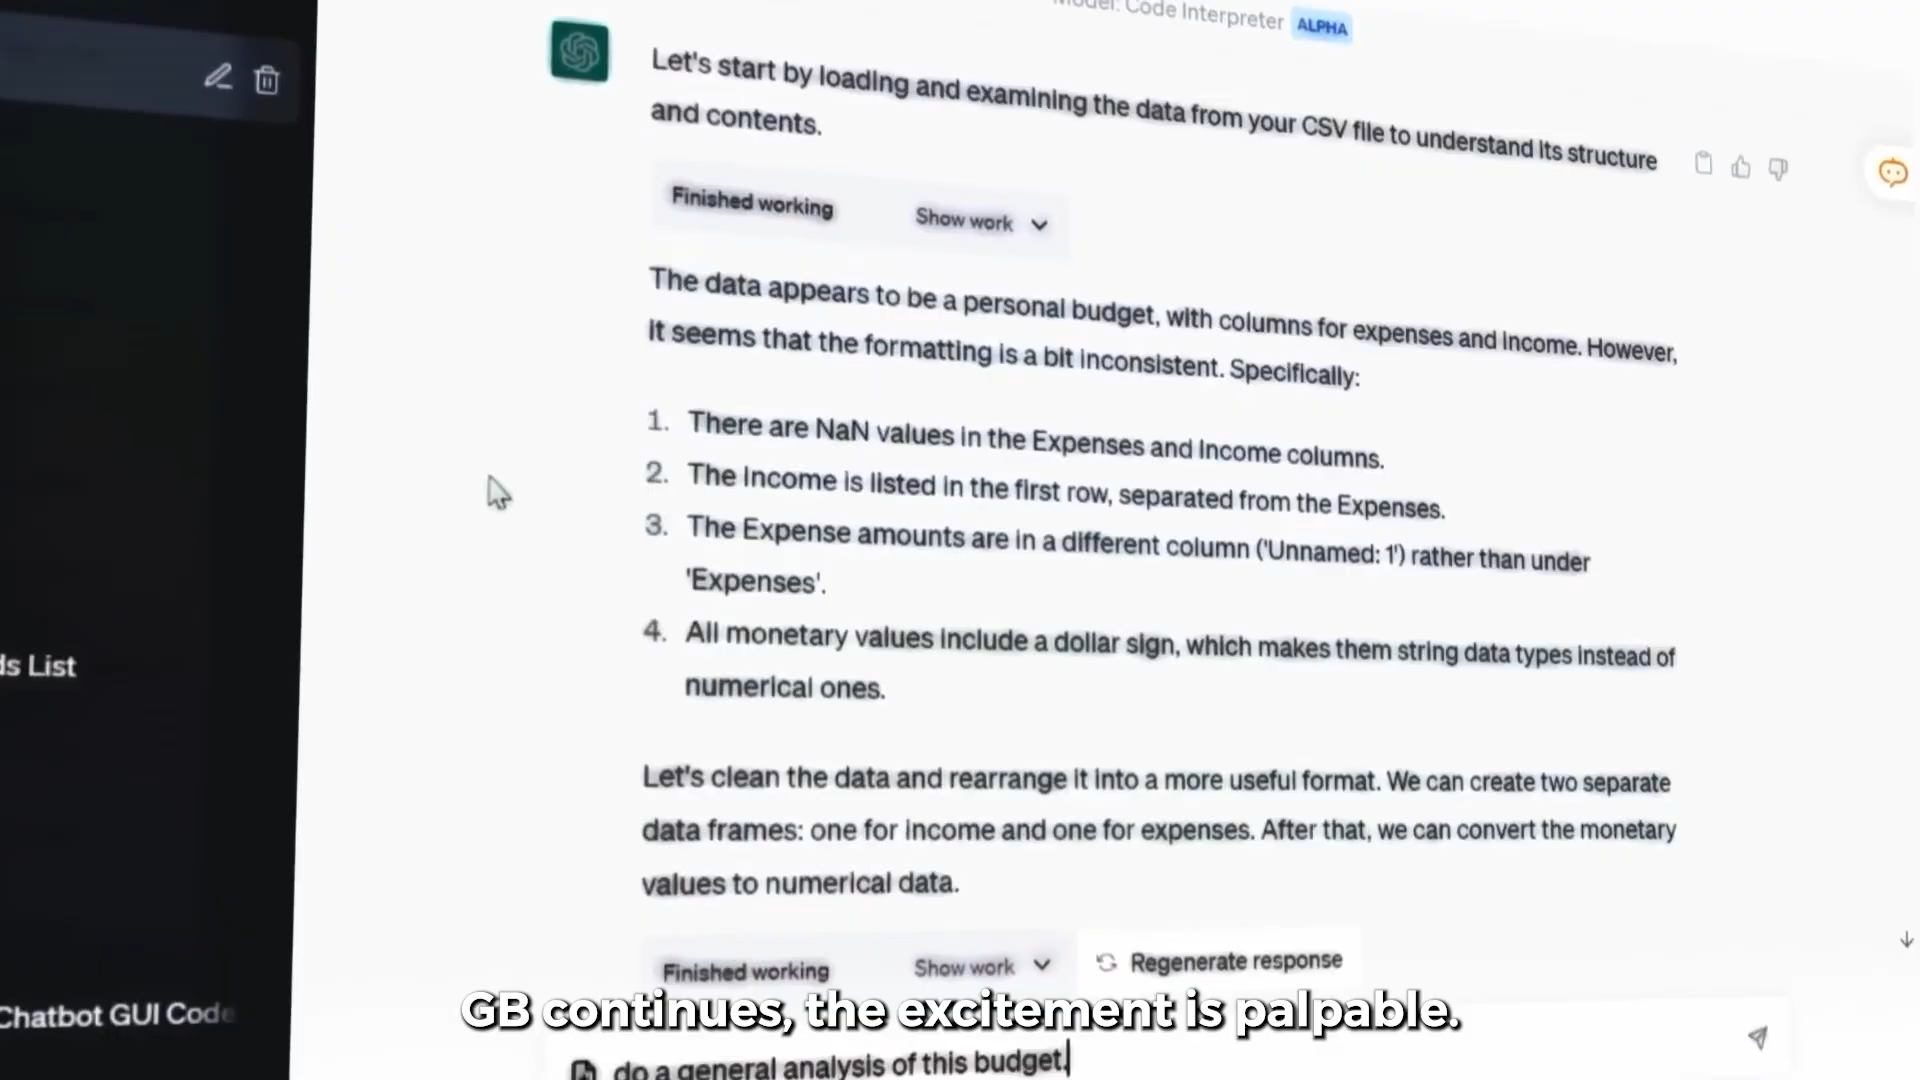 Model: Code Interpreter ALPHA
Let's start by loading and examining the data from your CSV file to understand its structure
and contents.
Finished working Show work
The data appears to be a personal budget, with columns for expenses and income. However,
it seems that the formatting is a bit inconsistent. Specifically:
1. There are NaN values in the Expenses and Income columns.
2. The Income is listed in the first row, separated from the Expenses.
3. The Expense amounts are in a different column ('Unnamed: 1') rather than under
'Expenses'.
4. All monetary values include a dollar sign, which makes them string data types instead of
numerical ones.
ds List
Let's clean the data and rearrange it into a more useful format. We can create two separate
data frames: one for income and one for expenses. After that, we can convert the monetary
values to numerical data.
Finished working Show work Regenerate response
Chatbot GUI Code
GB continues, the excitement is palpable.
do a general analysis of this budget.